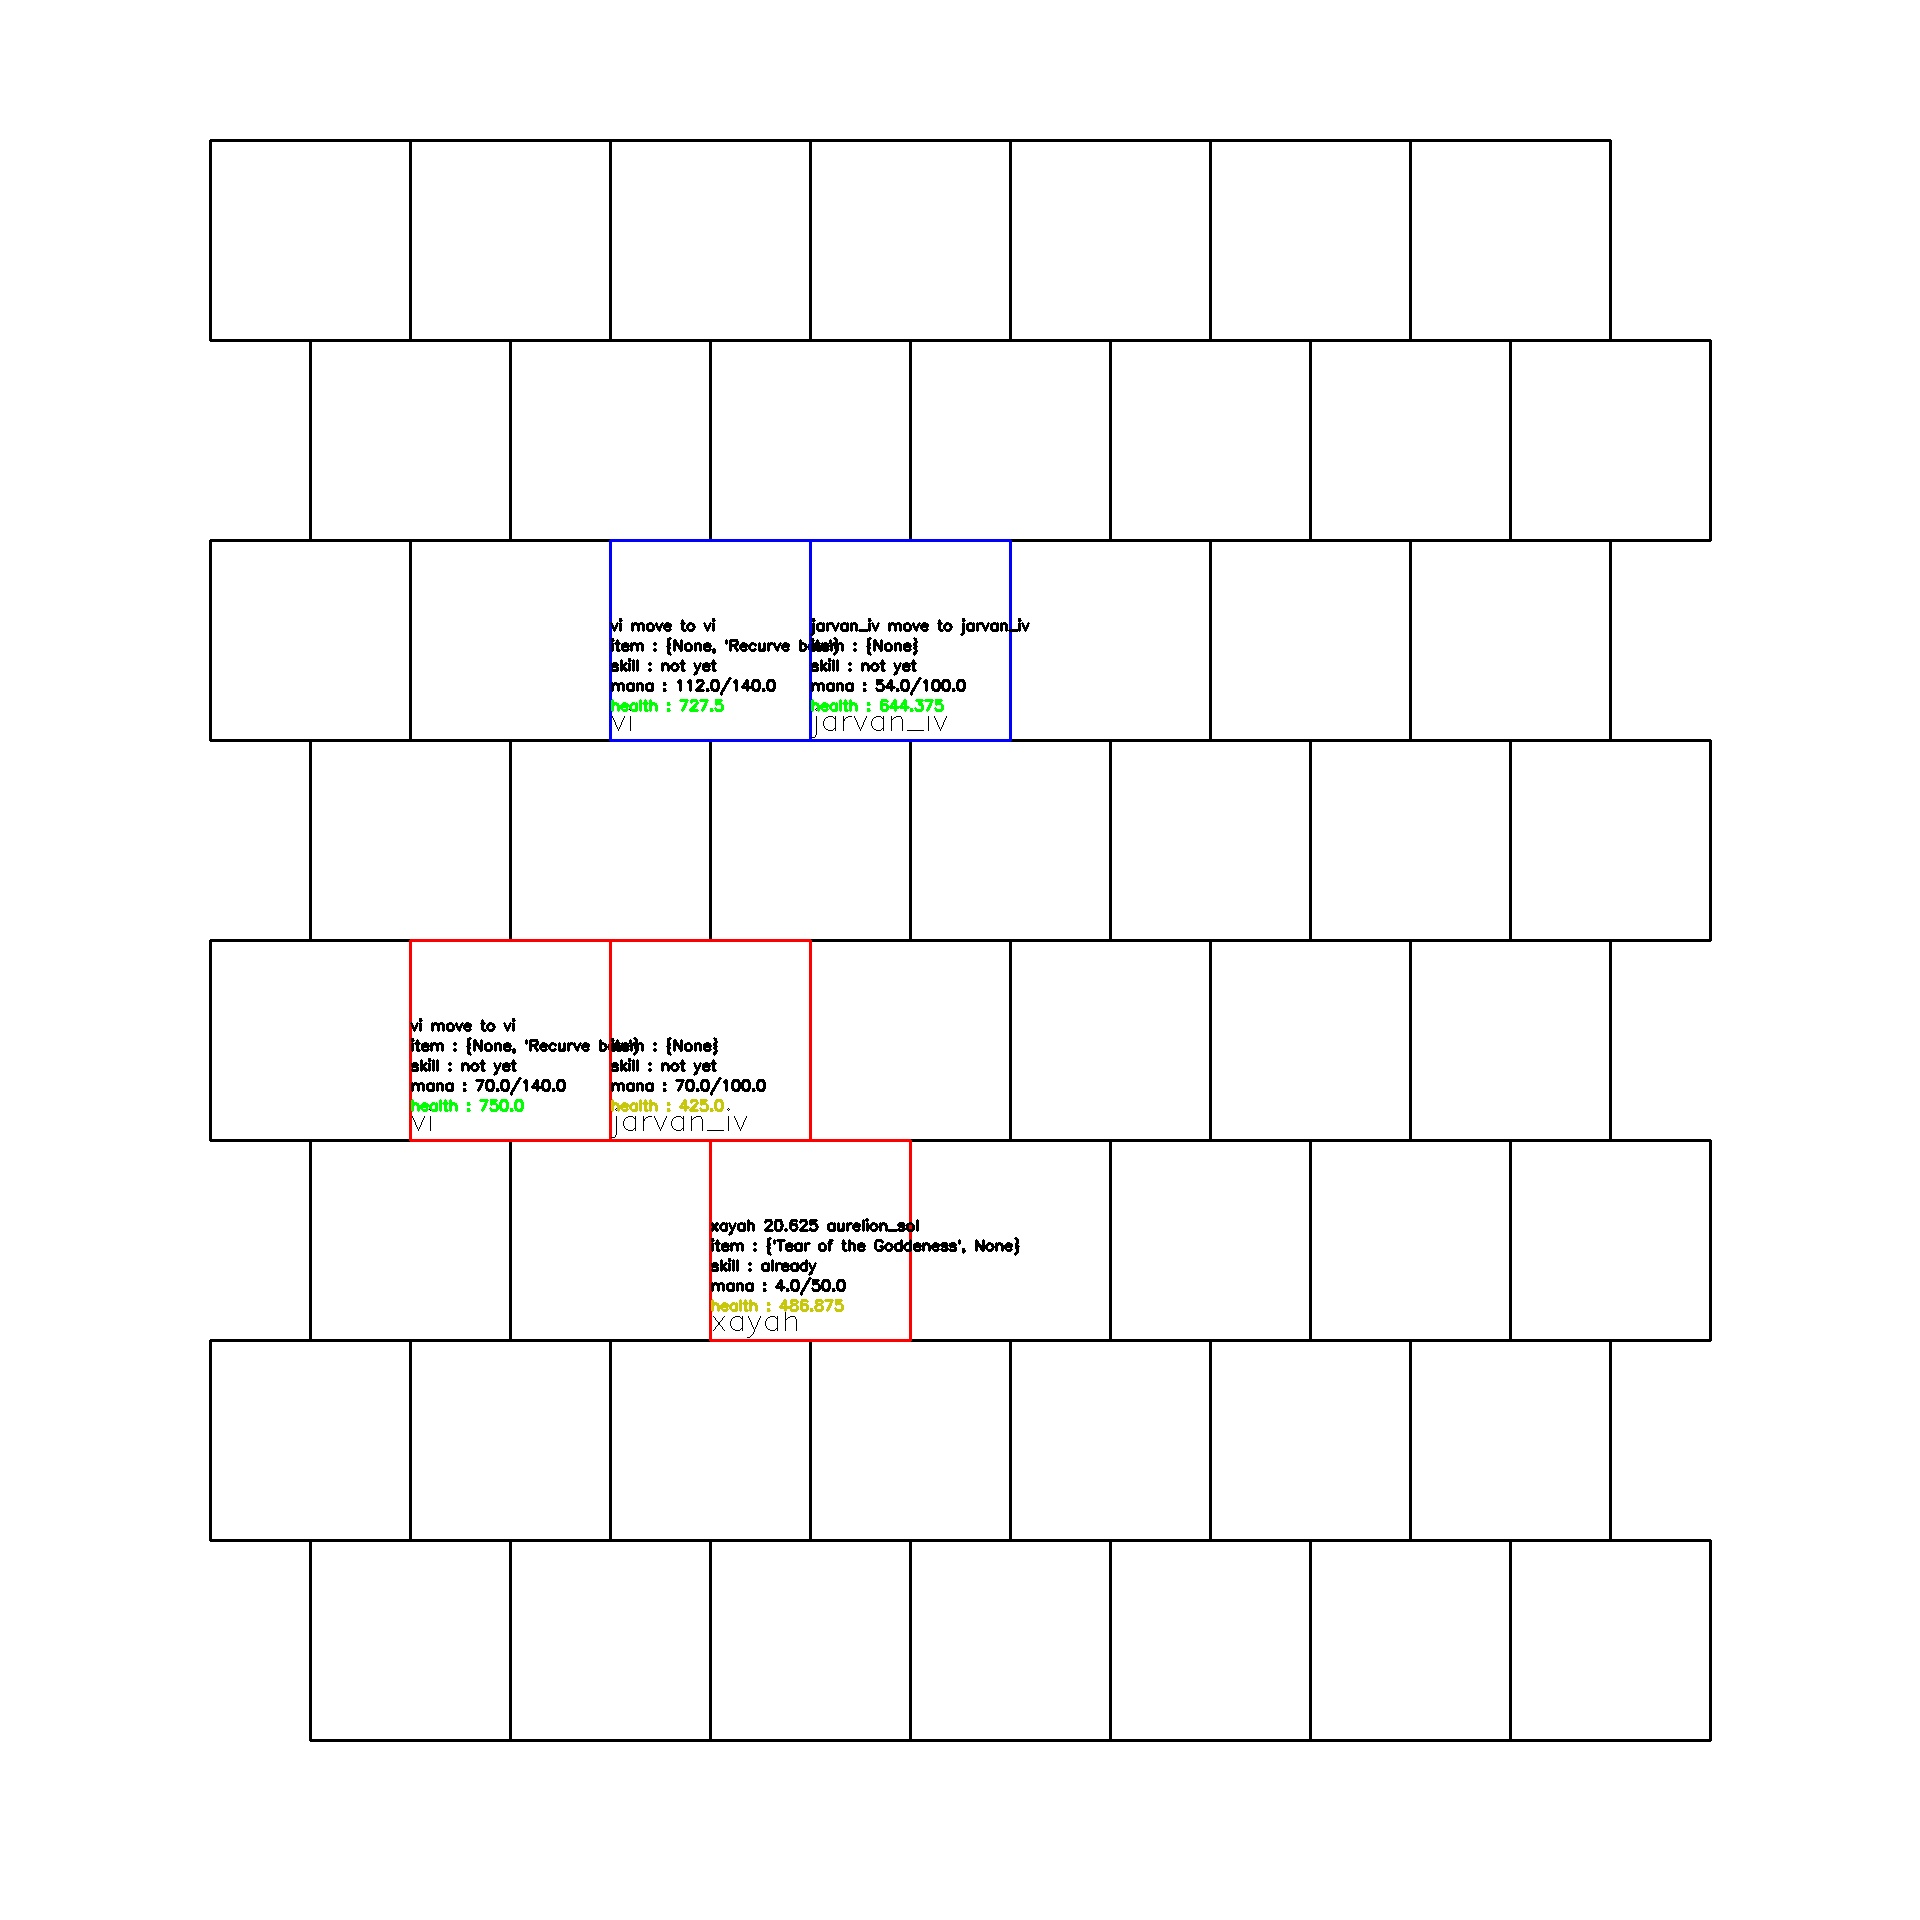 vi move to vi
item : {None, 'Recurve bow'}
skill : not yet
mana : 112.0/140.0
health : 727.5
vi
jarvan_iv move to jarvan_iv
item : {None}
skill : not yet
mana : 54.0/100.0
health : 644.375
jarvan_iv
vi move to vi
item : {None, 'Recurve bow'}
skill : not yet
mana : 70.0/140.0
health : 750.0
vi
item : {None}
skill : not yet
mana : 70.0/100.0
health : 425.0
jarvan_iv
xayah 20.625 aurelion_sol
item : {'Tear of the Goddeness', None}
skill : already
mana : 4.0/50.0
health : 486.875
xayah